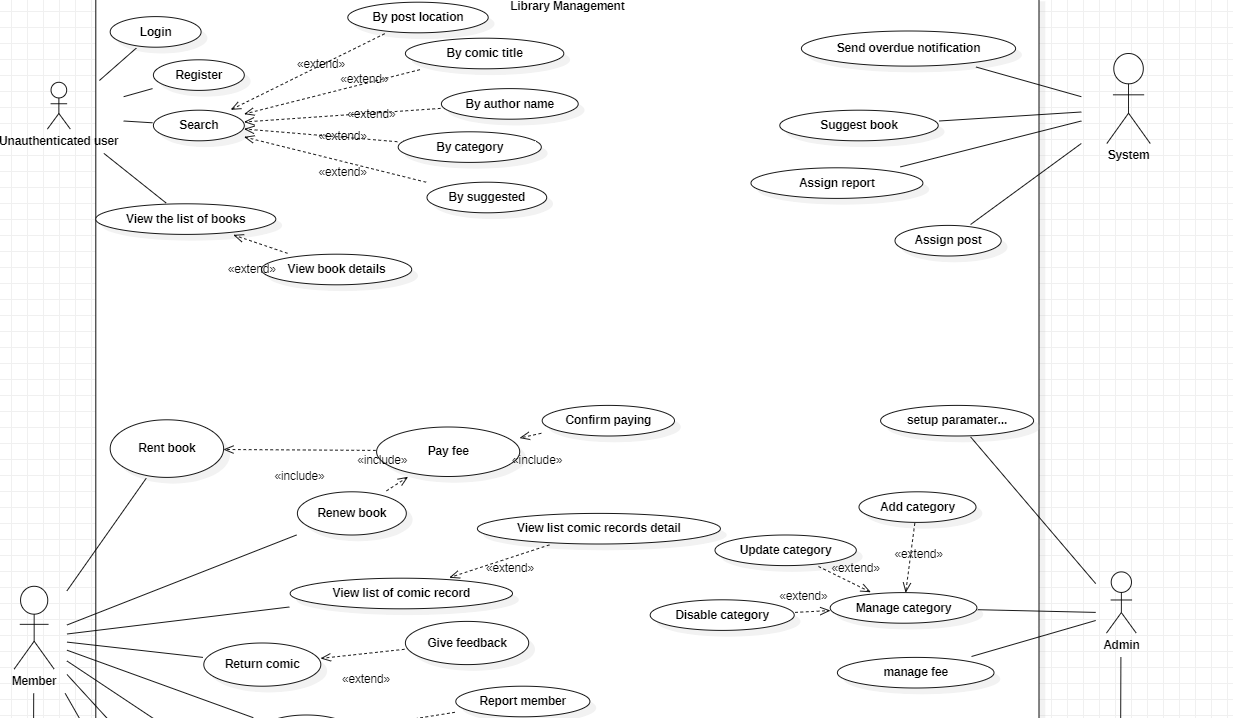 Library Management
By post location
Login
By comic title
Send overdue notification
«extend»
Register
«extend»
By author name
«extend»
Search
Suggest book
Unauthenticated user
«extend»
By category
System
«extend»
Assign report
By suggested
View the list of books
Assign post
«extend»
View book details
Confirm paying
setup paramater...
Rent book
Pay fee
«include»
«include»
«include»
Renew book
Add category
View list comic records detail
Update category
«extend»
«extend»
«extend»
View list of comic record
«extend»
Manage category
Disable category
Give feedback
Admin
Return comic
manage fee
Member
«extend»
Report member